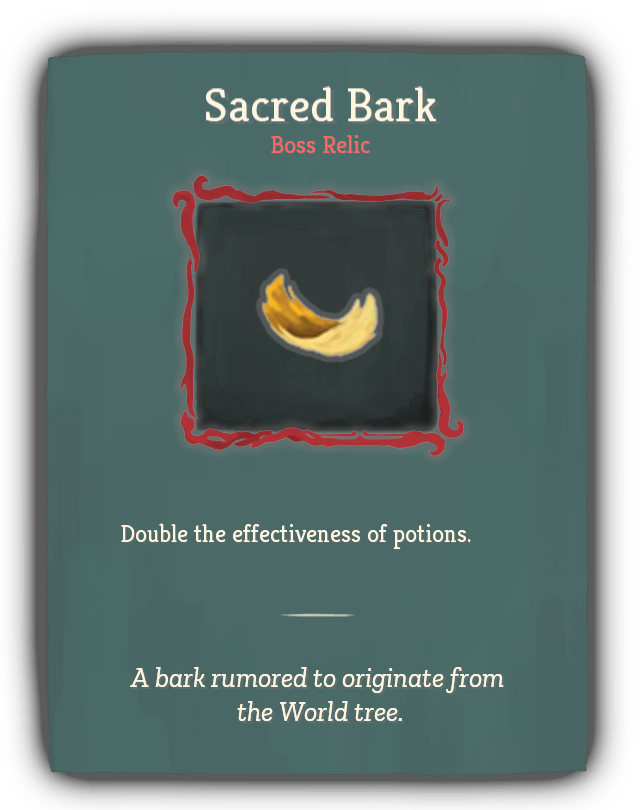 Sacred Bark
Boss Relic
Double the effectiveness of potions.
A bark rumored to originate from
the World tree.